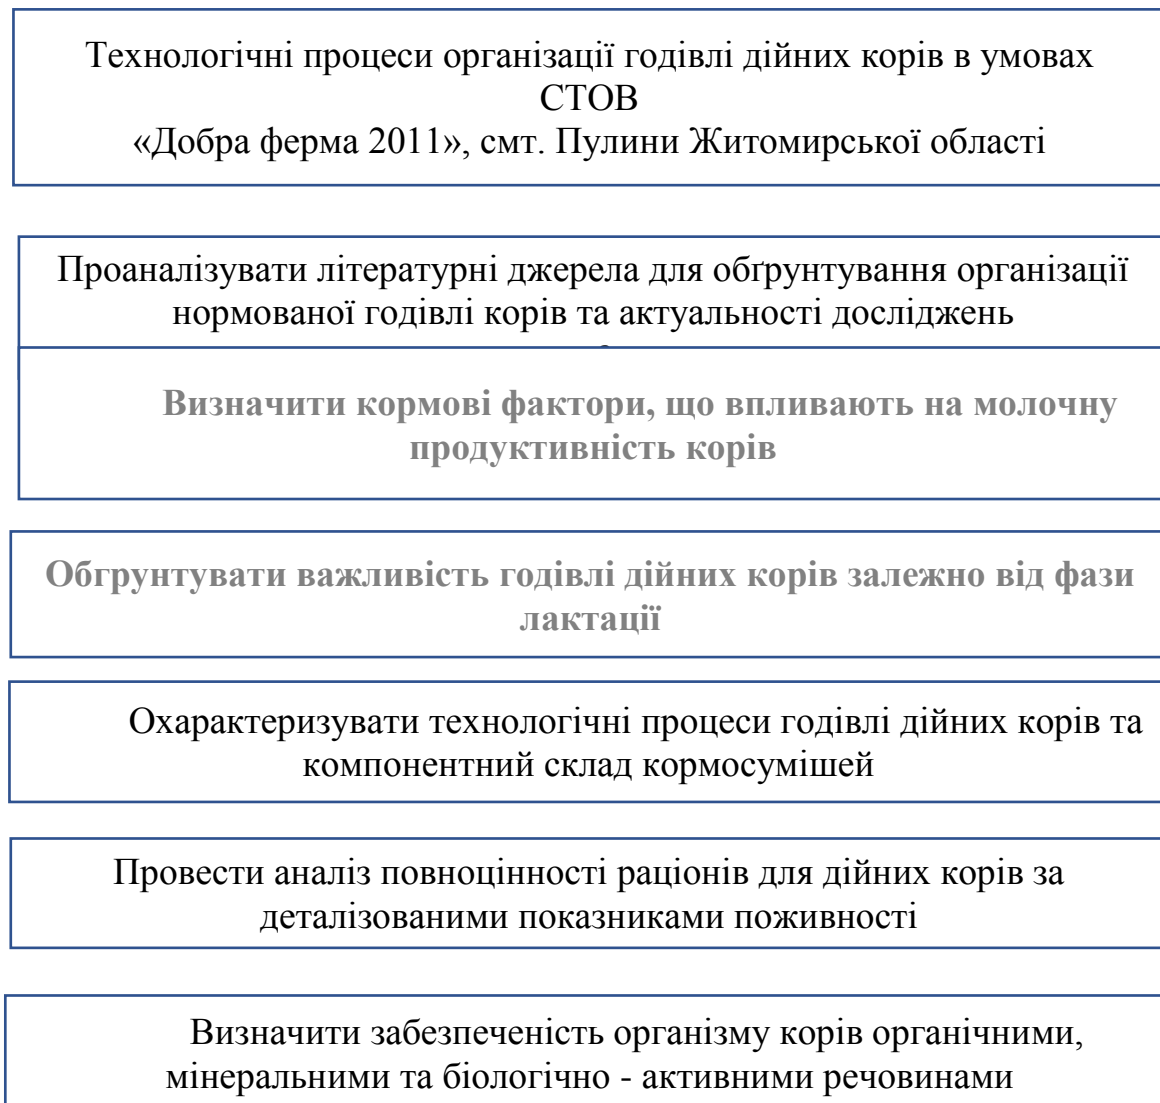 Технологічні процеси організації годівлі дійних корів в умовах
СТОВ
«Добра ферма 2011», смт. Пулини Житомирської області
Проаналізувати літературні джерела для обґрунтування організації
нормованої годівлі корів та актуальності досліджень
Визначити кормові фактори, що впливають на молочну
продуктивність корів
Обгрунтувати важливість годівлі дійних корів залежно від фази
лактації
Охарактеризувати технологічні процеси годівлі дійних корів та
компонентний склад кормосумішей
Провести аналіз повноцінності раціонів для дійних корів за
деталізованими показниками поживності
Визначити забезпеченість організму корів органічними,
мінеральними та біологічно - активними речовинами